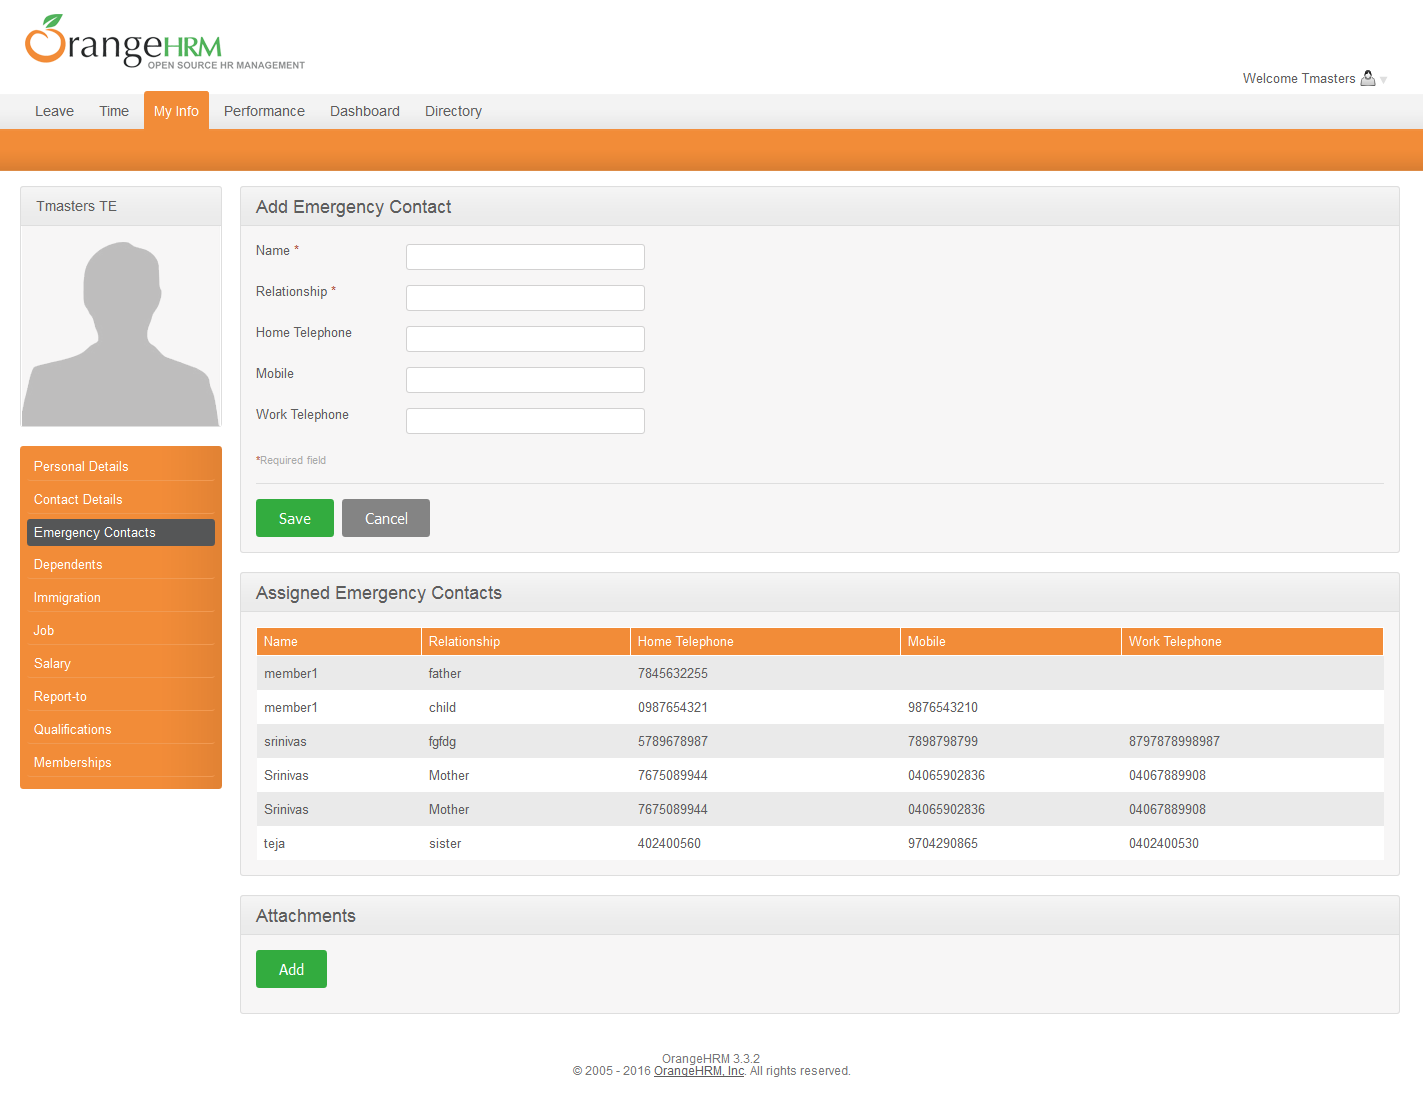 OrangeHRM
OPEN SOURCE HR MANAGEMENT
Welcome Tmasters
Leave Time My Info Performance Dashboard Directory
Tmasters TE
Personal Details
Contact Details
Emergency Contacts
Dependents
Immigration
Job
Salary
Report-to
Qualifications
Memberships
Add Emergency Contact
Name *
Relationship *
Home Telephone
Mobile
Work Telephone
*Required field
Save Cancel
Assigned Emergency Contacts
Name Relationship Home Telephone Mobile Work Telephone
member1 father 7845632255
member1 child 0987654321 9876543210
srinivas fgfdg 5789678987 7898798799 8797878998987
Srinivas Mother 7675089944 04065902836 04067889908
Srinivas Mother 7675089944 04065902836 04067889908
teja sister 402400560 9704290865 0402400530
Attachments
Add
OrangeHRM 3.3.2
© 2005 - 2016 OrangeHRM, Inc. All rights reserved.